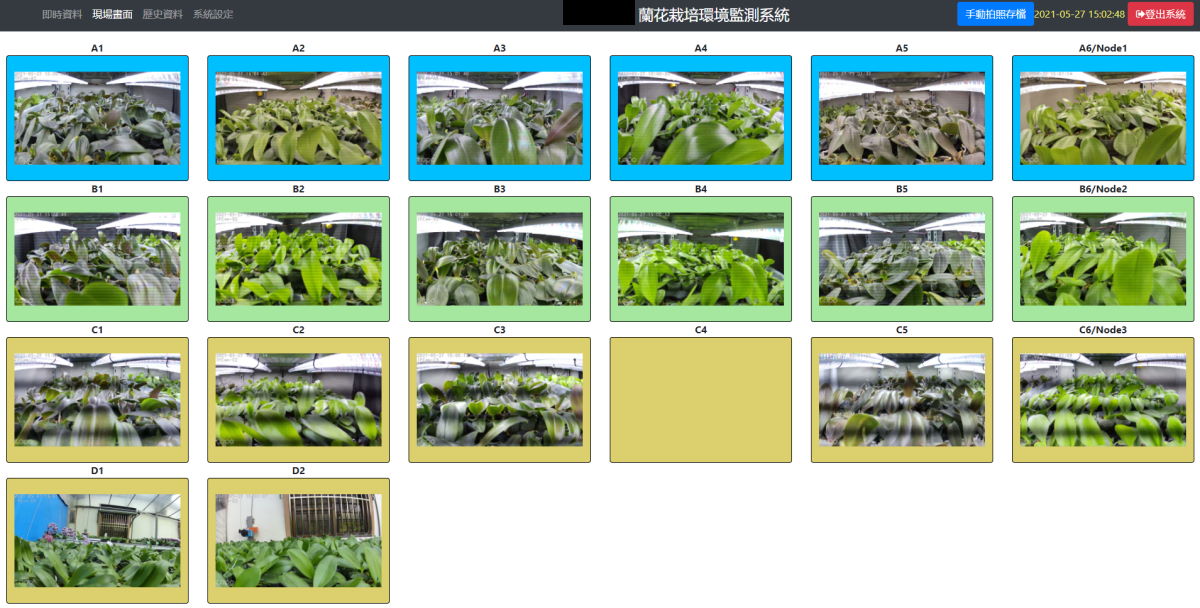 即時資料 現場畫面 歷史資料 系統設定 蘭花栽培環境監測系統 手動拍照存檔 2021-05-27 15:02:48 登出系統
A1 A2 A3 A4 A5 A6/Node1
B1 B2 B3 B4 B5 B6/Node2
C1 C2 C3 C4 C5 C6/Node3
D1 D2